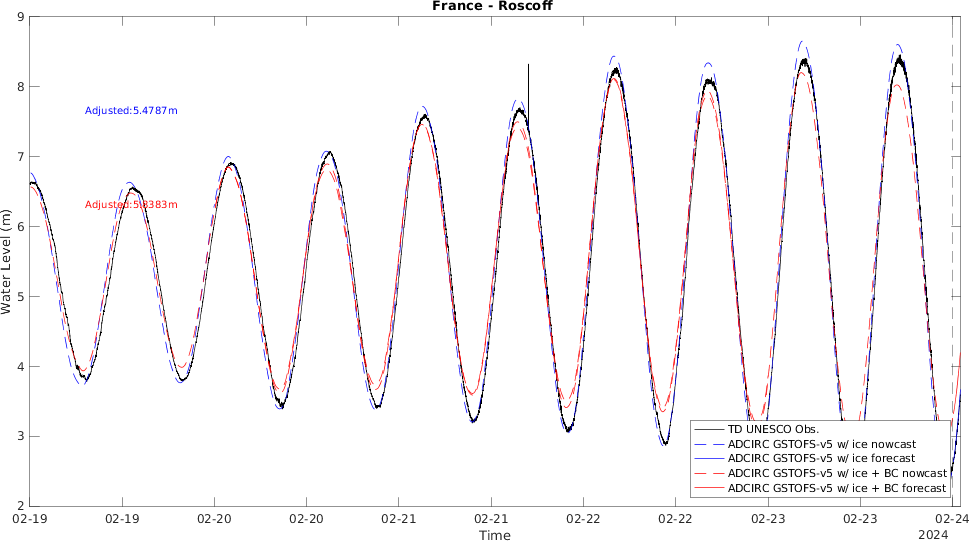 France - Roscoff
9
8
7
6
5
4
3
2
Water Level (m)
Adjusted:5.4787m
TD UNESCO Obs.
ADCIRC GSTOFS-v5 w/ ice nowcast
ADCIRC GSTOFS-v5 w/ ice forecast
ADCIRC GSTOFS-v5 w/ ice + BC nowcast
ADCIRC GSTOFS-v5 w/ ice + BC forecast
02-19 02-19 02-20 02-20 02-21 02-21 02-22 02-22 02-23 02-23 02-24
Time
2024